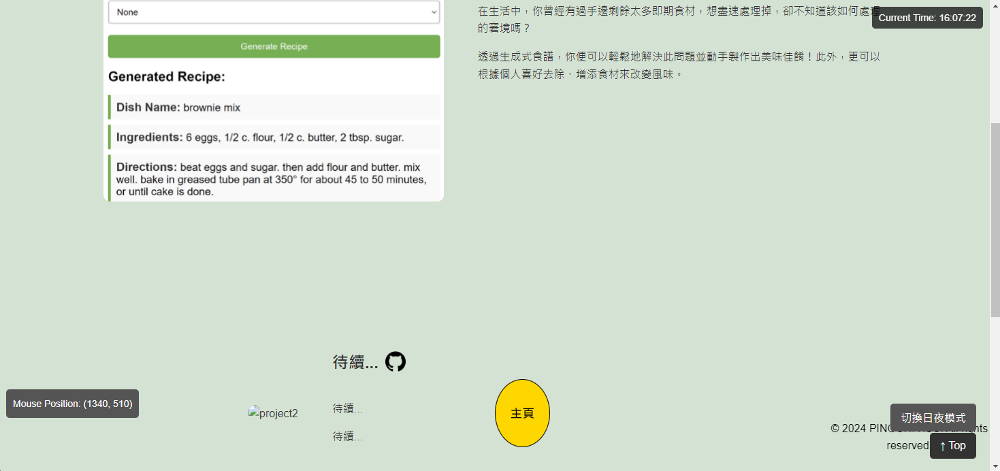 None
Generate Recipe
Generated Recipe:
Dish Name: brownie mix
Ingredients: 6 eggs, 1/2 c. flour, 1/2 c. butter, 2 tbsp. sugar.
Directions: beat eggs and sugar. then add flour and butter. mix
well. bake in greased tube pan at 350° for about 45 to 50 minutes,
or until cake is done.
在生活中，你曾經有過手邊剩餘太多即期食材，想盡速處理掉，卻不知道該如何處理
的窘境嗎？
透過生成式食譜，你便可以輕鬆地解決此問題並動手製作出美味佳餚！此外，更可以
根據個人喜好去除、增添食材來改變風味。
Current Time: 16:07:22
待續...
project2
待續...
待續...
Mouse Position: (1340, 510)
主頁
切換日夜模式
© 2024
reserved
↑ Top